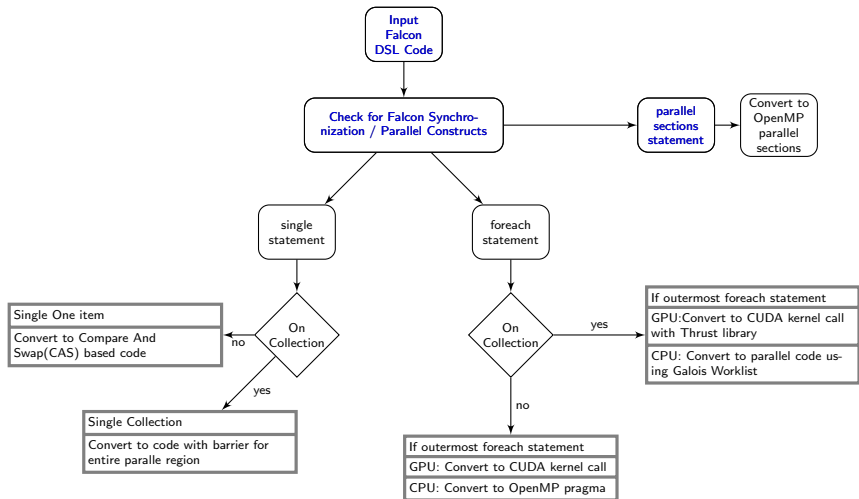 Input
Falcon
DSL Code
Check for Falcon Synchro-
nization / Parallel Constructs
parallel
sections
statement
Convert to
OpenMP
parallel
sections
single
statement
foreach
statement
On
Collection
no
yes
Single One item
Convert to Compare And
Swap(CAS) based code
Single Collection
Convert to code with barrier for
entire paralle region
On
Collection
yes
no
If outermost foreach statement
GPU:Convert to CUDA kernel call
with Thrust library
CPU: Convert to parallel code us-
ing Galois Worklist
If outermost foreach statement
GPU: Convert to CUDA kernel call
CPU: Convert to OpenMP pragma